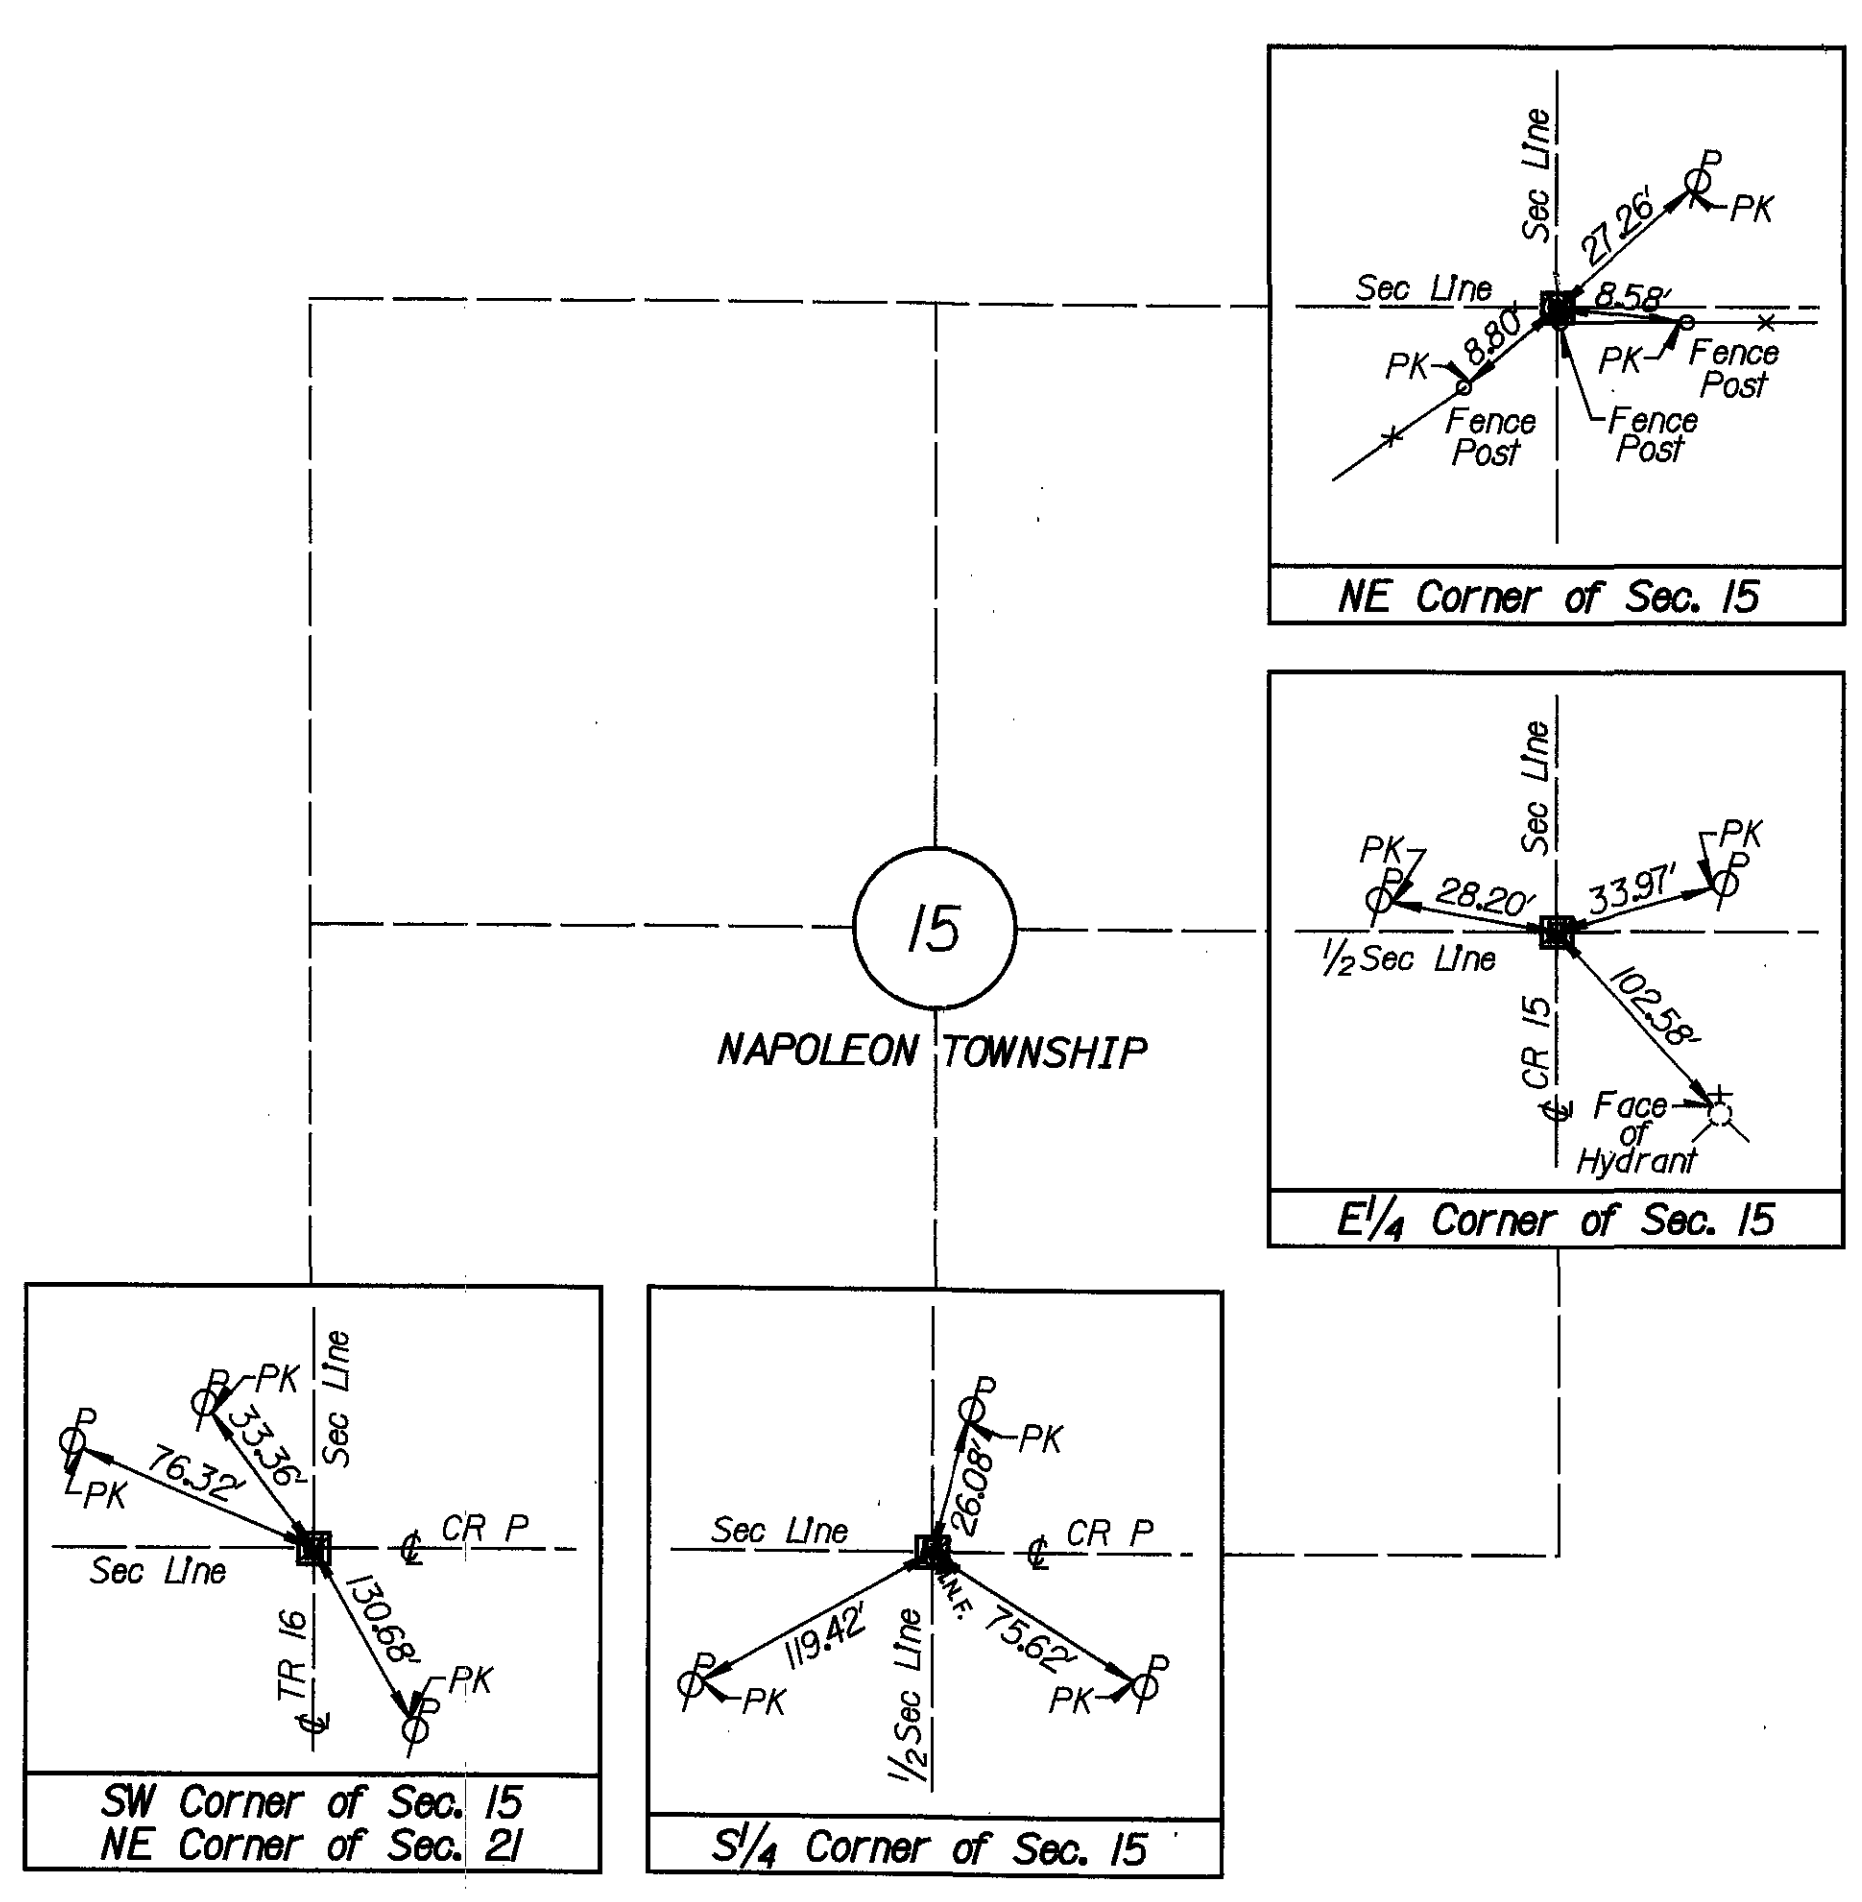 Sec Line
P
PK
27.26'
Sec Line
8.58'
8.80'
PK
PK
Fence
Post
Fence
Post
Fence
Post
NE Corner of Sec. 15
Sec Line
PK
P
28.20'
PK
P
33.97'
1/2 Sec Line
102.58'
CR 15
℄
Face
of
Hydrant
E1/4 Corner of Sec. 15
15
NAPOLEON TOWNSHIP
Sec Line
P
PK
33.36'
P
PK
76.32'
℄ CR P
Sec Line
130.68'
TR 16
℄
PK
P
SW Corner of Sec. 15
NE Corner of Sec. 21
P
PK
26.08'
Sec Line
℄ CR P
I.N.F.
119.42'
75.62'
P
PK
1/2 Sec Line
P
PK
S1/4 Corner of Sec. 15